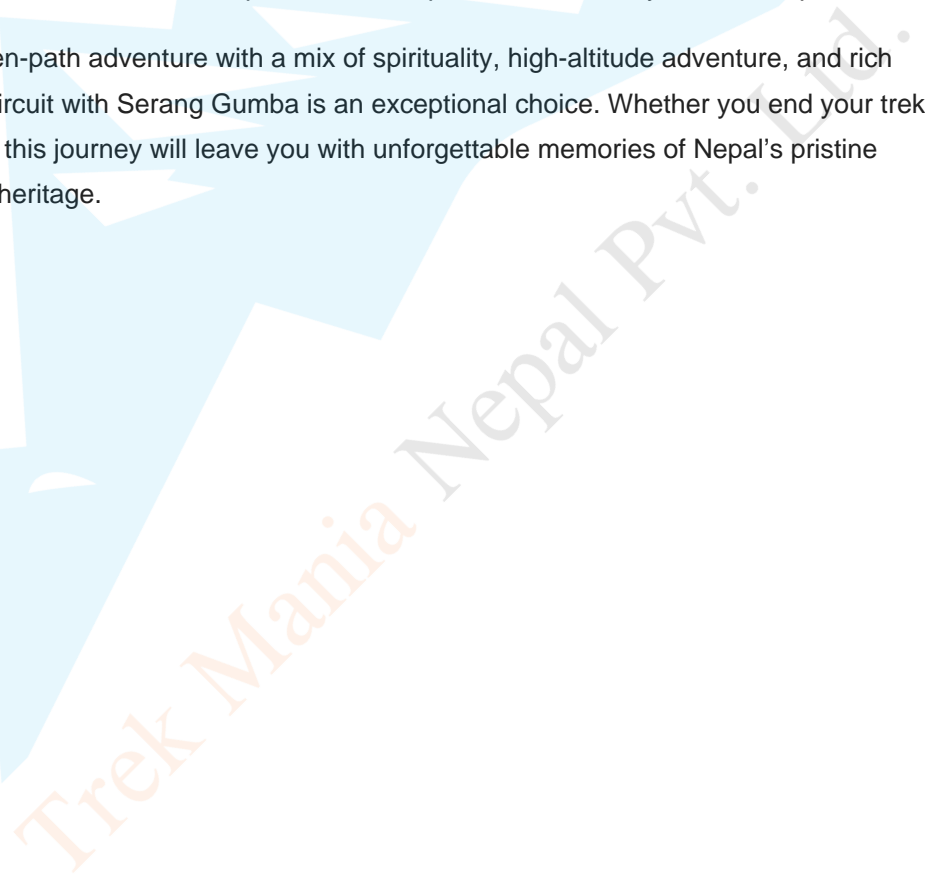 en-path adventure with a mix of spirituality, high-altitude adventure, and rich
ircuit with Serang Gumba is an exceptional choice. Whether you end your trek
this journey will leave you with unforgettable memories of Nepal's pristine
heritage.
Trek Mania Nepal Pvt. Ltd.